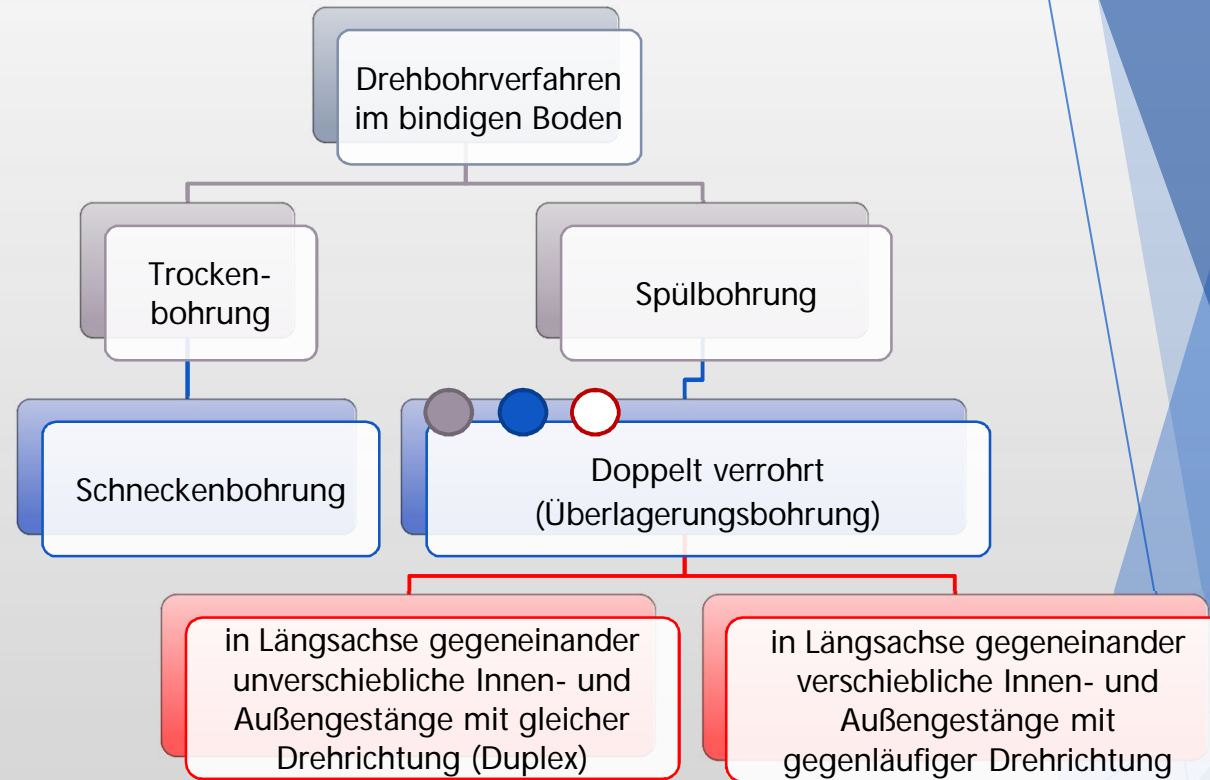 Drehbohrverfahren
im bindigen Boden
Trocken-
bohrung
Spülbohrung
Schneckenbohrung
Doppelt verrohrt
(Überlagerungsbohrung)
in Längsachse gegeneinander
unverschiebliche Innen- und
Außengestänge mit gleicher
Drehrichtung (Duplex)
in Längsachse gegeneinander
verschiebliche Innen- und
Außengestänge mit
gegenläufiger Drehrichtung